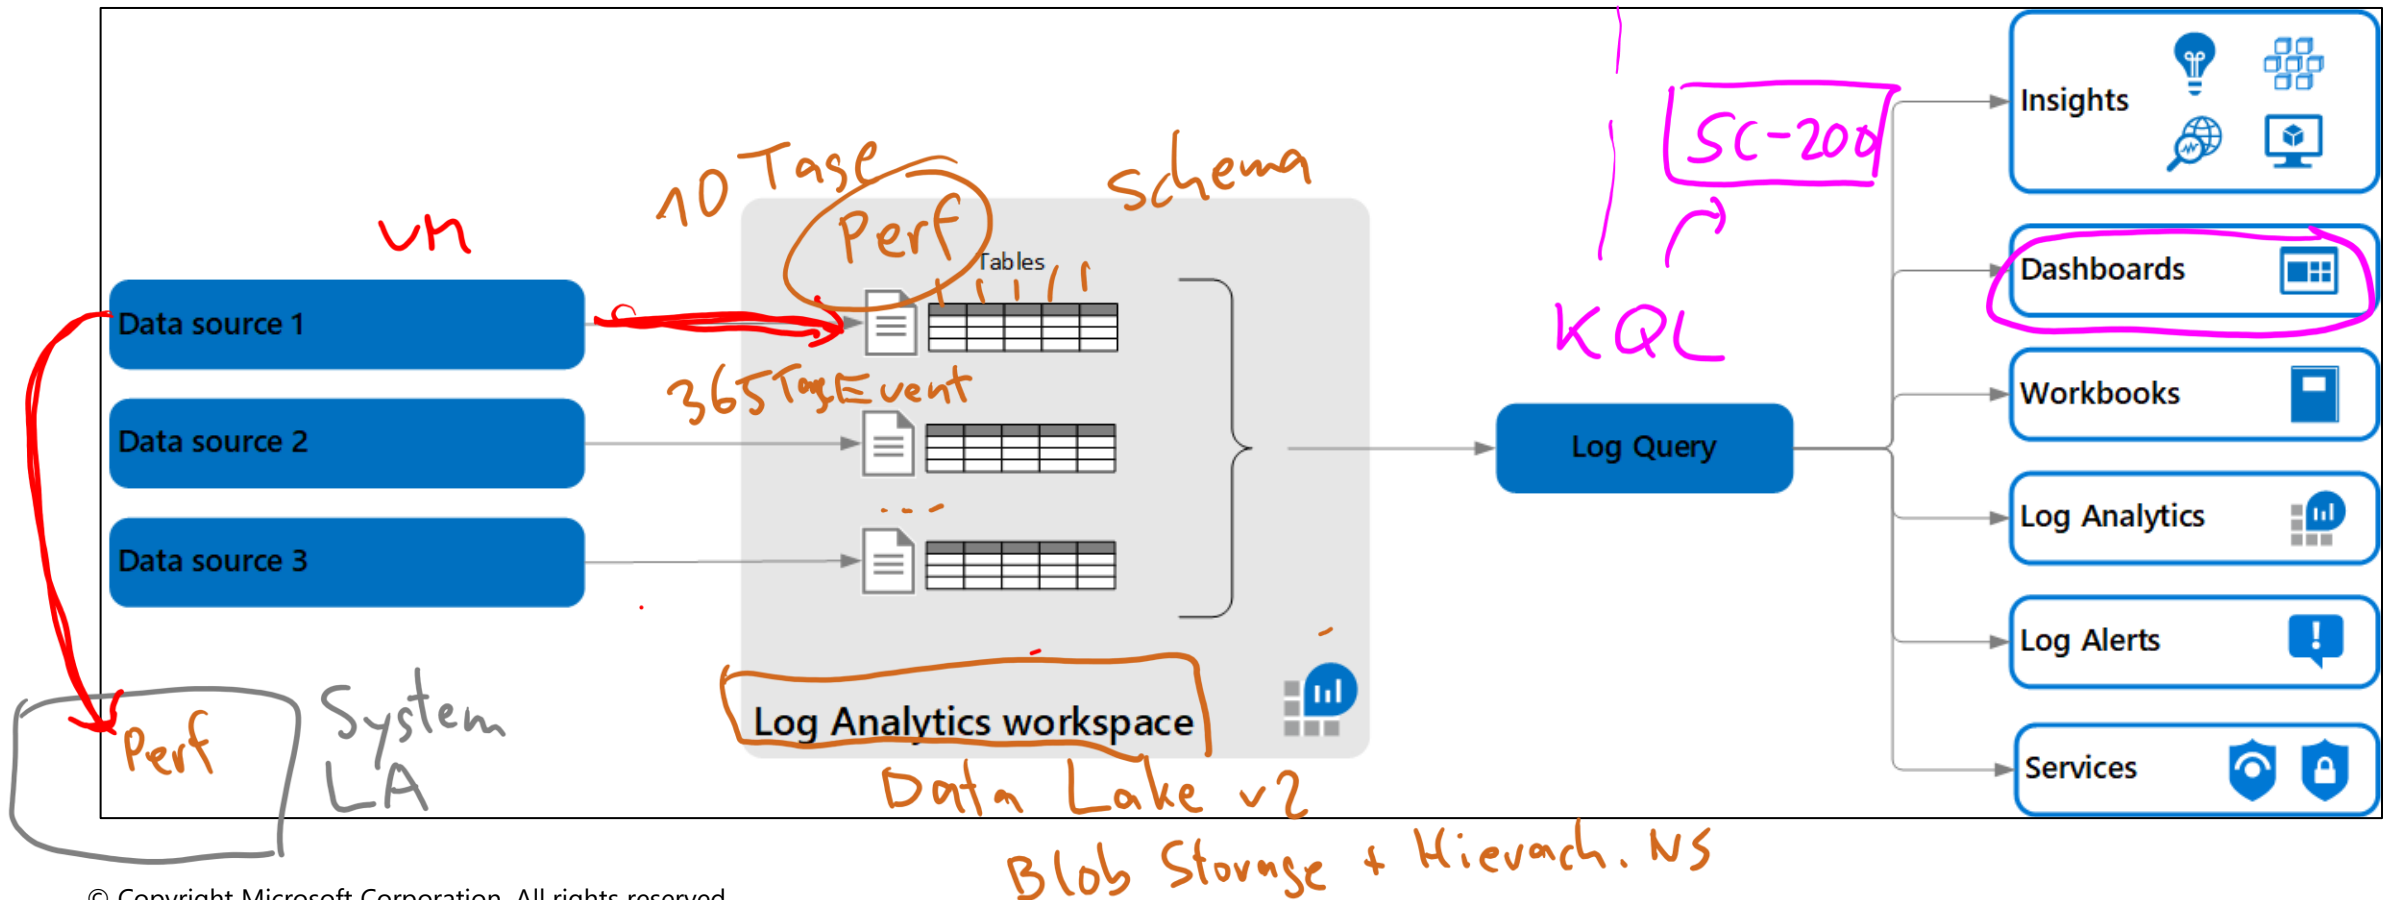 Insights
SC-200
10 Tage
Schema
VM
Perf
Tables
Dashboards
Data source 1
KQL
365 Tage Event
Workbooks
Data source 2
Log Query
Log Analytics
Data source 3
Log Alerts
System
LA
Perf
Log Analytics workspace
Services
Data Lake v2
Blob Storage + Hierarch. NS
© Copyright Microsoft Corporation. All rights reserved.